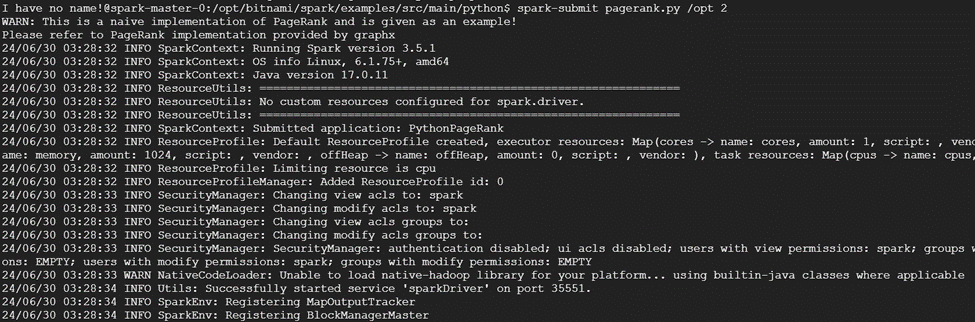 I have no name!@spark-master-0:/opt/bitnami/spark/examples/src/main/python$ spark-submit pagerank.py /opt 2
WARN: This is a naive implementation of PageRank and is given as an example!
Please refer to PageRank implementation provided by graphx
24/06/30 03:28:32 INFO SparkContext: Running Spark version 3.5.1
24/06/30 03:28:32 INFO SparkContext: OS info Linux, 6.1.75+, amd64
24/06/30 03:28:32 INFO SparkContext: Java version 17.0.11
24/06/30 03:28:32 INFO ResourceUtils: ==============================================================
24/06/30 03:28:32 INFO ResourceUtils: No custom resources configured for spark.driver.
24/06/30 03:28:32 INFO ResourceUtils: ==============================================================
24/06/30 03:28:32 INFO SparkContext: Submitted application: PythonPageRank
24/06/30 03:28:32 INFO ResourceProfile: Default ResourceProfile created, executor resources: Map(cores -> name: cores, amount: 1, script: , vend
ame: memory, amount: 1024, script: , vendor: , offHeap -> name: offHeap, amount: 0, script: , vendor: ), task resources: Map(cpus -> name: cpus,
24/06/30 03:28:32 INFO ResourceProfile: Limiting resource is cpu
24/06/30 03:28:32 INFO ResourceProfileManager: Added ResourceProfile id: 0
24/06/30 03:28:33 INFO SecurityManager: Changing view acls to: spark
24/06/30 03:28:33 INFO SecurityManager: Changing modify acls to: spark
24/06/30 03:28:33 INFO SecurityManager: Changing view acls groups to:
24/06/30 03:28:33 INFO SecurityManager: Changing modify acls groups to:
24/06/30 03:28:33 INFO SecurityManager: SecurityManager: authentication disabled; ui acls disabled; users with view permissions: spark; groups w
ons: EMPTY; users with modify permissions: spark; groups with modify permissions: EMPTY
24/06/30 03:28:33 WARN NativeCodeLoader: Unable to load native-hadoop library for your platform... using builtin-java classes where applicable
24/06/30 03:28:34 INFO Utils: Successfully started service 'sparkDriver' on port 35551.
24/06/30 03:28:34 INFO SparkEnv: Registering MapOutputTracker
24/06/30 03:28:34 INFO SparkEnv: Registering BlockManagerMaster